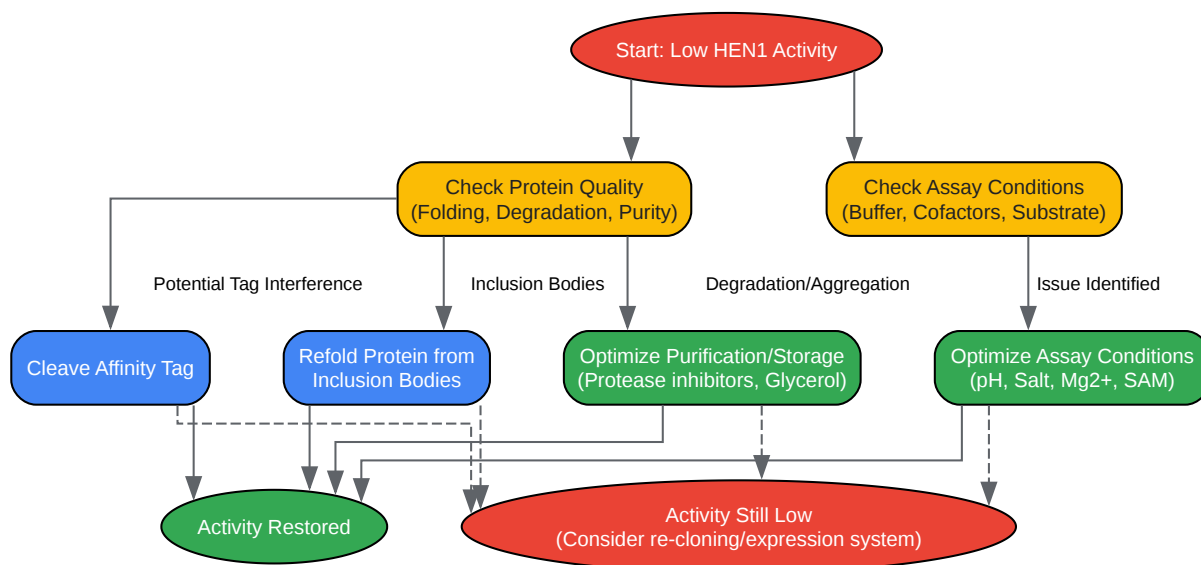 Start: Low HEN1 Activity
Check Protein Quality
(Folding, Degradation, Purity)
Check Assay Conditions
(Buffer, Cofactors, Substrate)
Potential Tag Interference
Inclusion Bodies
Degradation/Aggregation
Issue Identified
Cleave Affinity Tag
Refold Protein from
Inclusion Bodies
Optimize Purification/Storage
(Protease inhibitors, Glycerol)
Optimize Assay Conditions
(pH, Salt, Mg2+, SAM)
Activity Restored
Activity Still Low
(Consider re-cloning/expression system)